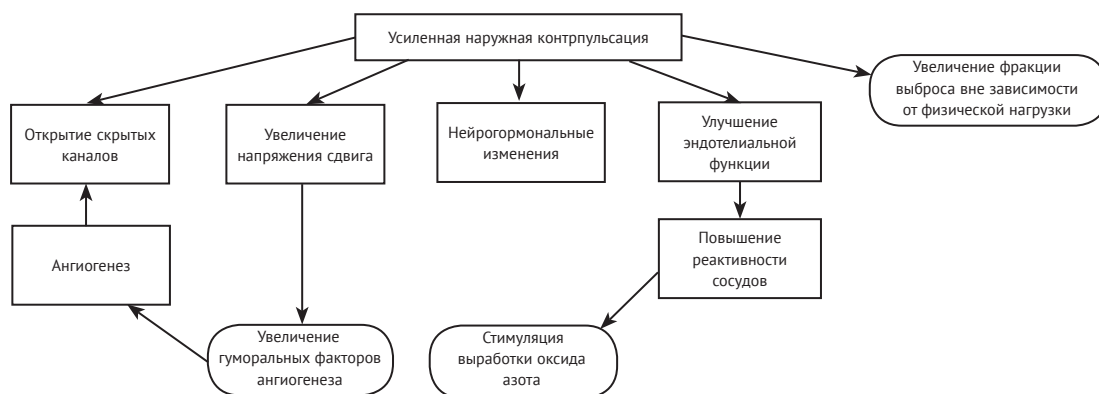 Усиленная наружная контрпульсация
Увеличение фракции
выброса вне зависимости
от физической нагрузки
Открытие скрытых
каналов
Увеличение
напряжения сдвига
Нейрогормональные
изменения
Улучшение
эндотелиальной
функции
Ангиогенез
Повышение
реактивности
сосудов
Увеличение
гуморальных факторов
ангиогенеза
Стимуляция
выработки оксида
азота